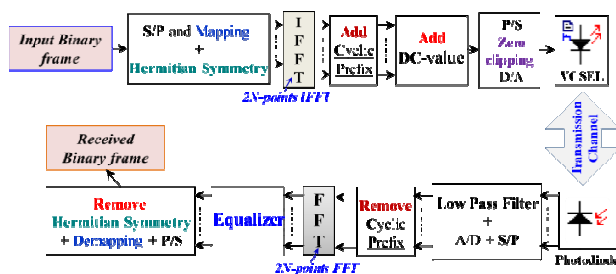 Input Binary
frame
S/P and Mapping
+
Hermitian Symmetry
I
F
F
T
2N-points IFFT
Add
Cyclic
Prefix
Add
DC-value
P/S
Zero
clipping
D/A
VCSEL
Transmission
Channel
Received
Binary frame
Remove
Hermitian Symmetry
+ Demapping + P/S
Equalizer
F
F
T
2N-points FFT
Remove
Cyclic
Prefix
Low Pass Filter
+
A/D + S/P
Photodiode